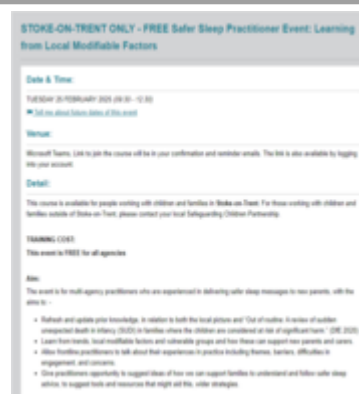 STOKE-ON-TRENT ONLY - FREE Safer Sleep Practitioner Event: Learning
from Local Modifiable Factors
Date & Time:
TUESDAY 25 FEBRUARY 2025 (09:30 - 12:30)
Tell me about future dates of this event
Venue:
Microsoft Teams, Link to join the course will be in your confirmation and reminder emails. The link is also available by logging
into your account.
Detail:
This course is available for people working with children and families in Stoke-on-Trent. For those working with children and
families outside of Stoke-on-Trent, please contact your local Safeguarding Children Partnership.
TRAINING COST:
This event is FREE for all agencies
Aim:
The event is for multi-agency practitioners who are experienced in delivering safer sleep messages to new parents, with the
aims to -
• Refresh and update prior knowledge, in relation to both the local picture and "Out of routine: A review of sudden
unexpected death in infancy (SUDI) in families where the children are considered at risk of significant harm." (DfE 2020)
• Learn from trends, local modifiable factors and vulnerable groups and how these can support new parents and carers.
• Allow frontline practitioners to talk about their experiences in practice including themes, barriers, difficulties in
engagement, and concerns.
• Give practitioners opportunity to suggest ideas of how we can support families to understand and follow safer sleep
advice, to suggest tools and resources that might aid this, wider strategies.